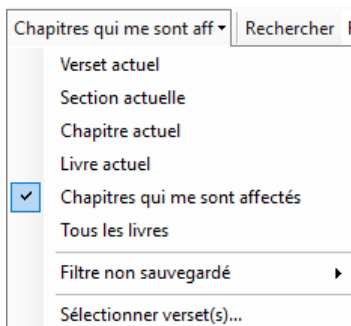 Chapitres qui me sont aff Rechercher
Verset actuel
Section actuelle
Chapitre actuel
Livre actuel
Chapitres qui me sont affectés
Tous les livres
Filtre non sauvegardé
Sélectionner verset(s)...